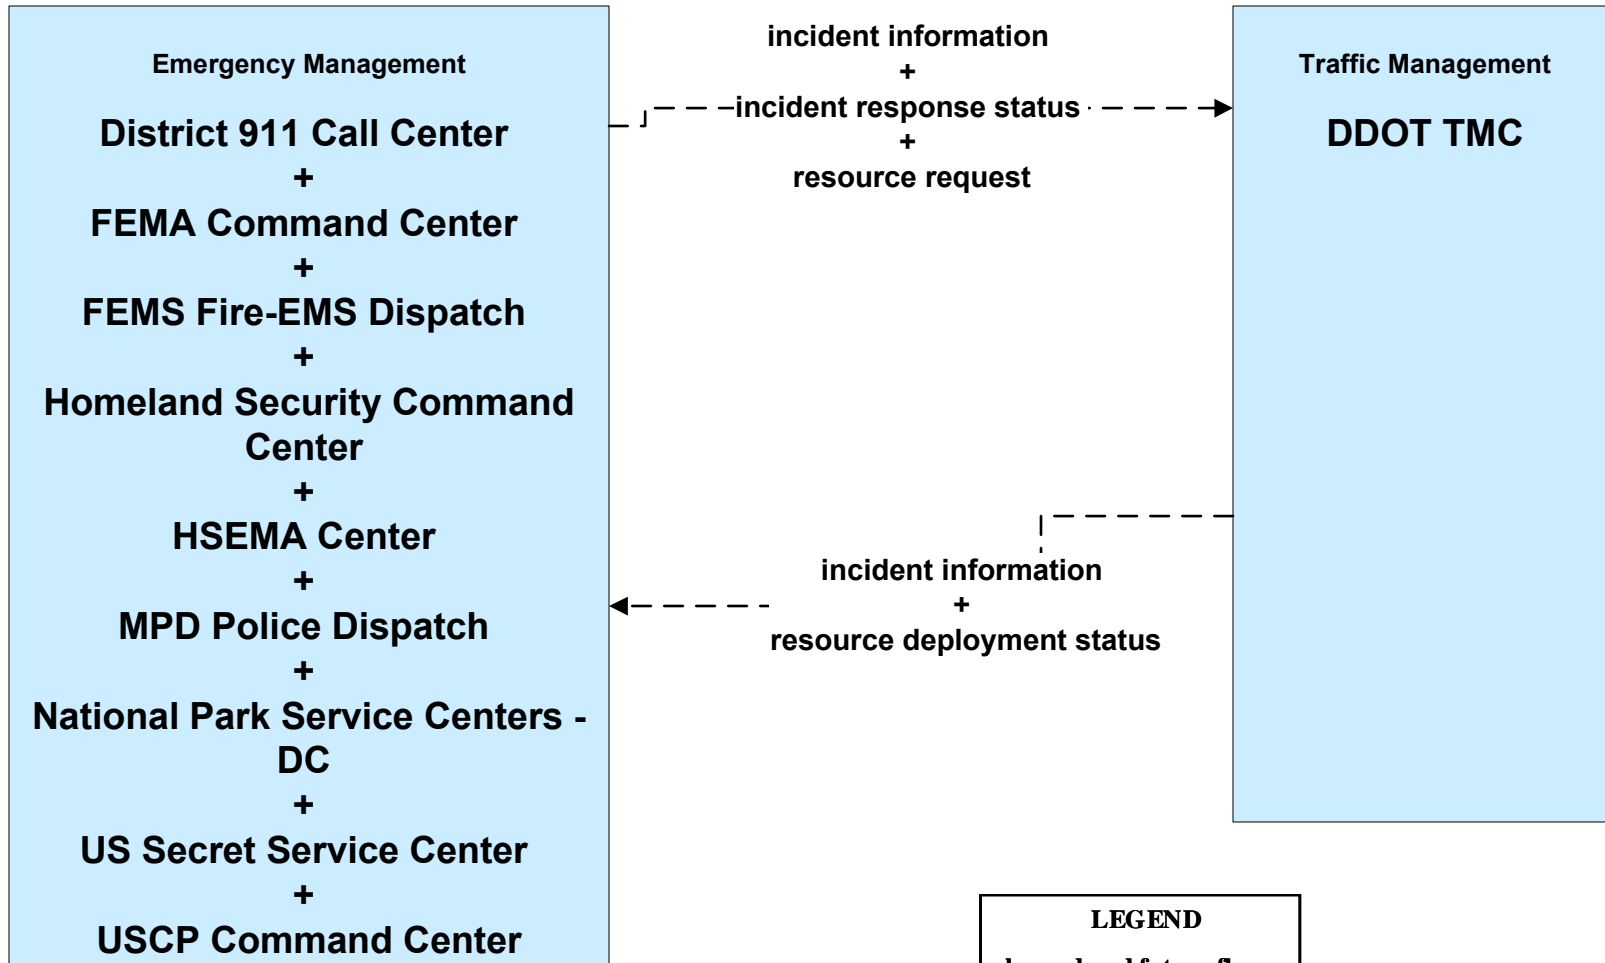 Emergency Management
District 911 Call Center
+
FEMA Command Center
+
FEMS Fire-EMS Dispatch
+
Homeland Security Command
Center
+
HSEMA Center
+
MPD Police Dispatch
+
National Park Service Centers -
DC
+
US Secret Service Center
+
USCP Command Center
incident information
+
incident response status
+
resource request
incident information
+
resource deployment status
Traffic Management
DDOT TMC
LEGEND